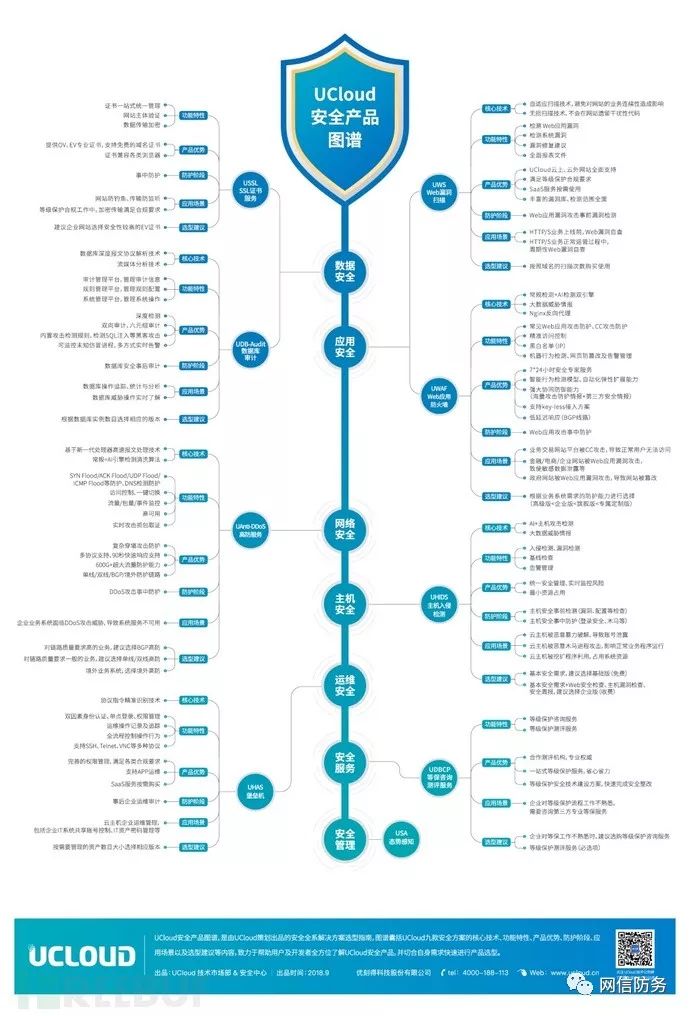 UCloud
安全产品
图谱
证书一站式统一管理
网站主体验证
数据传输加密
功能特性
提供OV、EV专业证书，支持免费的域名证书
证书兼容各类浏览器
产品优势
事中防护
防护阶段
网站防钓鱼、传输防监听
等级保护合规工作中，加密传输满足合规要求
应用场景
建议企业网站选择安全性较高的EV证书
选型建议
USSL
SSL证书
服务
数据库深度报文协议解析技术
流媒体分析技术
核心技术
审计管理平台，管理审计信息
规则管理平台，管理规则配置
系统管理平台，管理系统操作
功能特性
深度检测
双向审计，六元组审计
内置攻击检测规则，检测SQL注入等黑客攻击
可监控未知仿冒进程，多方式实时告警
产品优势
数据库安全事后审计
防护阶段
数据库操作监测、统计与分析
数据库威胁操作实时了解
应用场景
根据数据库实例数目选择相应的版本
选型建议
UDB-Audit
数据库
审计
基于新一代处理器高速报文处理技术
常规+AI引擎检测清洗算法
核心技术
SYN Flood/ACK Flood/UDP Flood/
ICMP Flood等防护、DNS检测防护
访问控制、一键切换
流量/包量/事件监控
高可用
实时攻击抓包取证
功能特性
复杂穿墙攻击防护
多协议支持，90秒快速响应支持
600G+超大流量防护能力
单线/双线/BGP/境外防护链路
产品优势
DDoS攻击事中防护
防护阶段
企业业务系统面临DDoS攻击威胁，导致系统服务不可用
应用场景
对链路质量要求高的业务，建议选择BGP高防
对链路质量要求一般的业务，建议选择单线/双线高防
境外业务系统，选择境外高防
选型建议
UAnti-DDoS
高防服务
协议指令精准识别技术
核心技术
双因素身份认证、单点登录、权限管理
运维操作记录及追踪
全流程控制操作行为
支持SSH、Telnet、VNC等多种协议
功能特性
完善的权限管理，满足各类合规要求
支持APP运维
SaaS服务按需购买
产品优势
事后企业运维审计
防护阶段
云主机企业运维管理，
包括企业IT系统共享账号控制、IT资产密码管理等
应用场景
按需要管理的资产数目大小选择相应版本
选型建议
UHAS
堡垒机
数据
安全
应用
安全
网络
安全
主机
安全
运维
安全
安全
服务
安全
管理
UWS
Web漏洞
扫描
核心技术
自适应扫描技术，避免对网站的业务连续性造成影响
无损扫描技术，不会在网站遗留干扰性代码
功能特性
检测Web应用漏洞
检测系统漏洞
漏洞修复建议
全面报表文件
产品优势
UCloud云上、云外网站全面支持
满足等级保护合规要求
SaaS服务按需使用
丰富的漏洞库，检测范围全面
防护阶段
Web应用漏洞攻击事前漏洞检测
应用场景
HTTP/S业务上线前，Web漏洞自查
HTTP/S业务正常运营过程中，
周期性Web漏洞自查
选型建议
按照域名的扫描次数购买使用
UWAF
Web应用
防火墙
核心技术
常规检测+AI检测双引擎
大数据威胁情报
Nginx反向代理
功能特性
常见Web应用攻击防护、CC攻击防护
精准访问控制
黑白名单（IP）
机器行为检测、网页防篡改及告警管理
产品优势
7*24小时安全专家服务
智能行为检测模型、自动化弹性扩展能力
强大协同防御能力
（海量攻击防护情报+第三方安全情报）
支持key-less接入方案
低延迟响应（BGP线路）
防护阶段
Web应用攻击事中防护
应用场景
业务交易网站平台被CC攻击，导致正常用户无法访问
金融/电商/企业网站被Web应用漏洞攻击，
致使敏感数据泄露等
政府网站被Web应用漏洞攻击，导致网站被篡改
选型建议
根据业务系统需求的防护能力进行选择
（高级版<企业版<旗舰版<专属定制版）
UHIDS
主机入侵
检测
核心技术
AI+主机攻击检测
大数据威胁情报
功能特性
入侵检测、漏洞检测
基线检查
告警管理
产品优势
统一安全管理，实时监控风险
最小资源占用
防护阶段
主机安全事前检测（漏洞、配置等检查）
主机安全事中防护（登录安全、木马等）
应用场景
云主机被恶意暴力破解，导致账号泄露
云主机被恶意木马进程攻击，影响正常业务程序运行
云主机被挖矿程序利用，占用系统资源
选型建议
基本安全需求，建议选择基础版（免费）
基本安全需求+Web安全检查、主机漏洞检查、
安全周报，建议选择企业版（收费）
UDBCP
等保咨询
测评服务
功能特性
等级保护咨询服务
等级保护测评服务
产品优势
合作测评机构，专业权威
一站式等级保护服务，省心省力
等级保护安全技术建设方案，快速完成安全整改
应用场景
企业对等级保护流程工作不熟悉，
需要咨询第三方专业等保服务
选型建议
企业对等保工作不熟悉时，建议选购等级保护咨询服务
等级保护测评服务（必选项）
USA
态势感知
UCLOUD
UCloud安全产品图谱，是由UCloud策划出品的安全全系解决方案选型指南，图谱囊括UCloud九款安全方案的核心技术、功能特性、产品优势、防护阶段、应
用场景以及选型建议等内容，致力于帮助用户及开发者全方位了解UCloud安全产品，并切合自身需求快速进行产品选型。
出品：UCloud 技术市场部 & 安全中心 | 出品时间：2018.9 优刻得科技股份有限公司 tel：4000-188-113 Web：www.ucloud.cn
网信防务